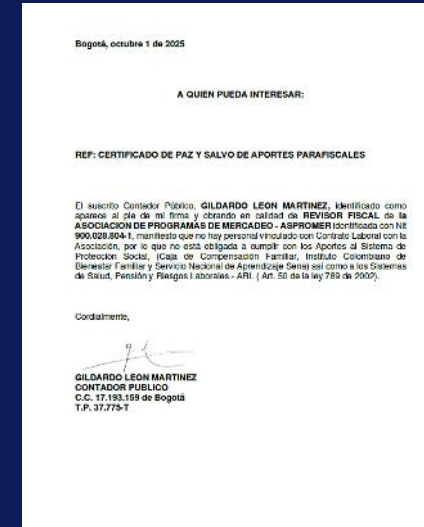 Bogotá, octubre 1 de 2025
A QUIEN PUEDA INTERESAR:
REF: CERTIFICADO DE PAZ Y SALVO DE APORTES PARAFISCALES
El suscrito Contador Público, GILDARDO LEON MARTINEZ, identificado como
aparece al pie de mi firma y obrando en calidad de REVISOR FISCAL de la
ASOCIACION DE PROGRAMAS DE MERCADEO - ASPROMER identificada con Nit
900.028.804-1, manifiesto que no hay personal vinculado con Contrato Laboral con la
Asociación, por lo que no está obligada a cumplir con los Aportes al Sistema de
Protección Social, (Caja de Compensación Familiar, Instituto Colombiano de
Bienestar Familiar y Servicio Nacional de Aprendizaje Sena) así como a los Sistemas
de Salud, Pensión y Riesgos Laborales - ARL ( Art. 50 de la ley 789 de 2002).
Cordialmente,
GILDARDO LEON MARTINEZ
CONTADOR PUBLICO
C.C. 17.193.159 de Bogotá
T.P. 37.775-T